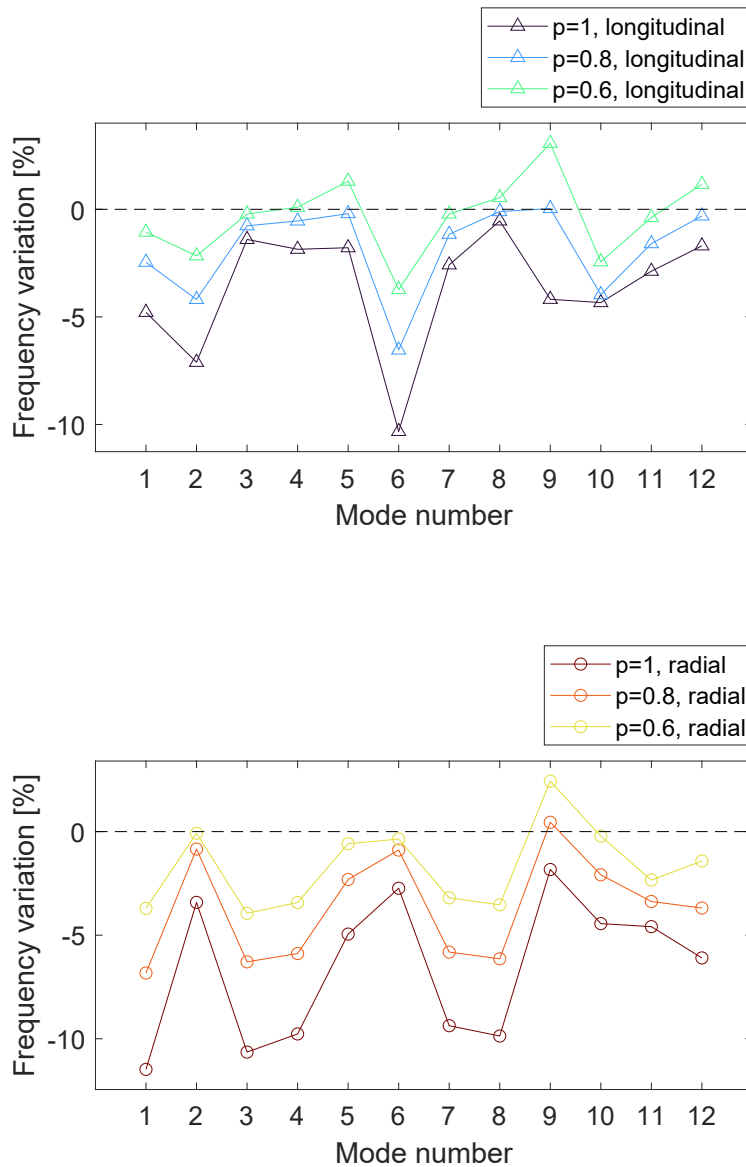 p=1, longitudinal
p=0.8, longitudinal
p=0.6, longitudinal
Frequency variation [%]
0
-5
-10
1 2 3 4 5 6 7 8 9 10 11 12
Mode number
p=1, radial
p=0.8, radial
p=0.6, radial
Frequency variation [%]
0
-5
-10
1 2 3 4 5 6 7 8 9 10 11 12
Mode number